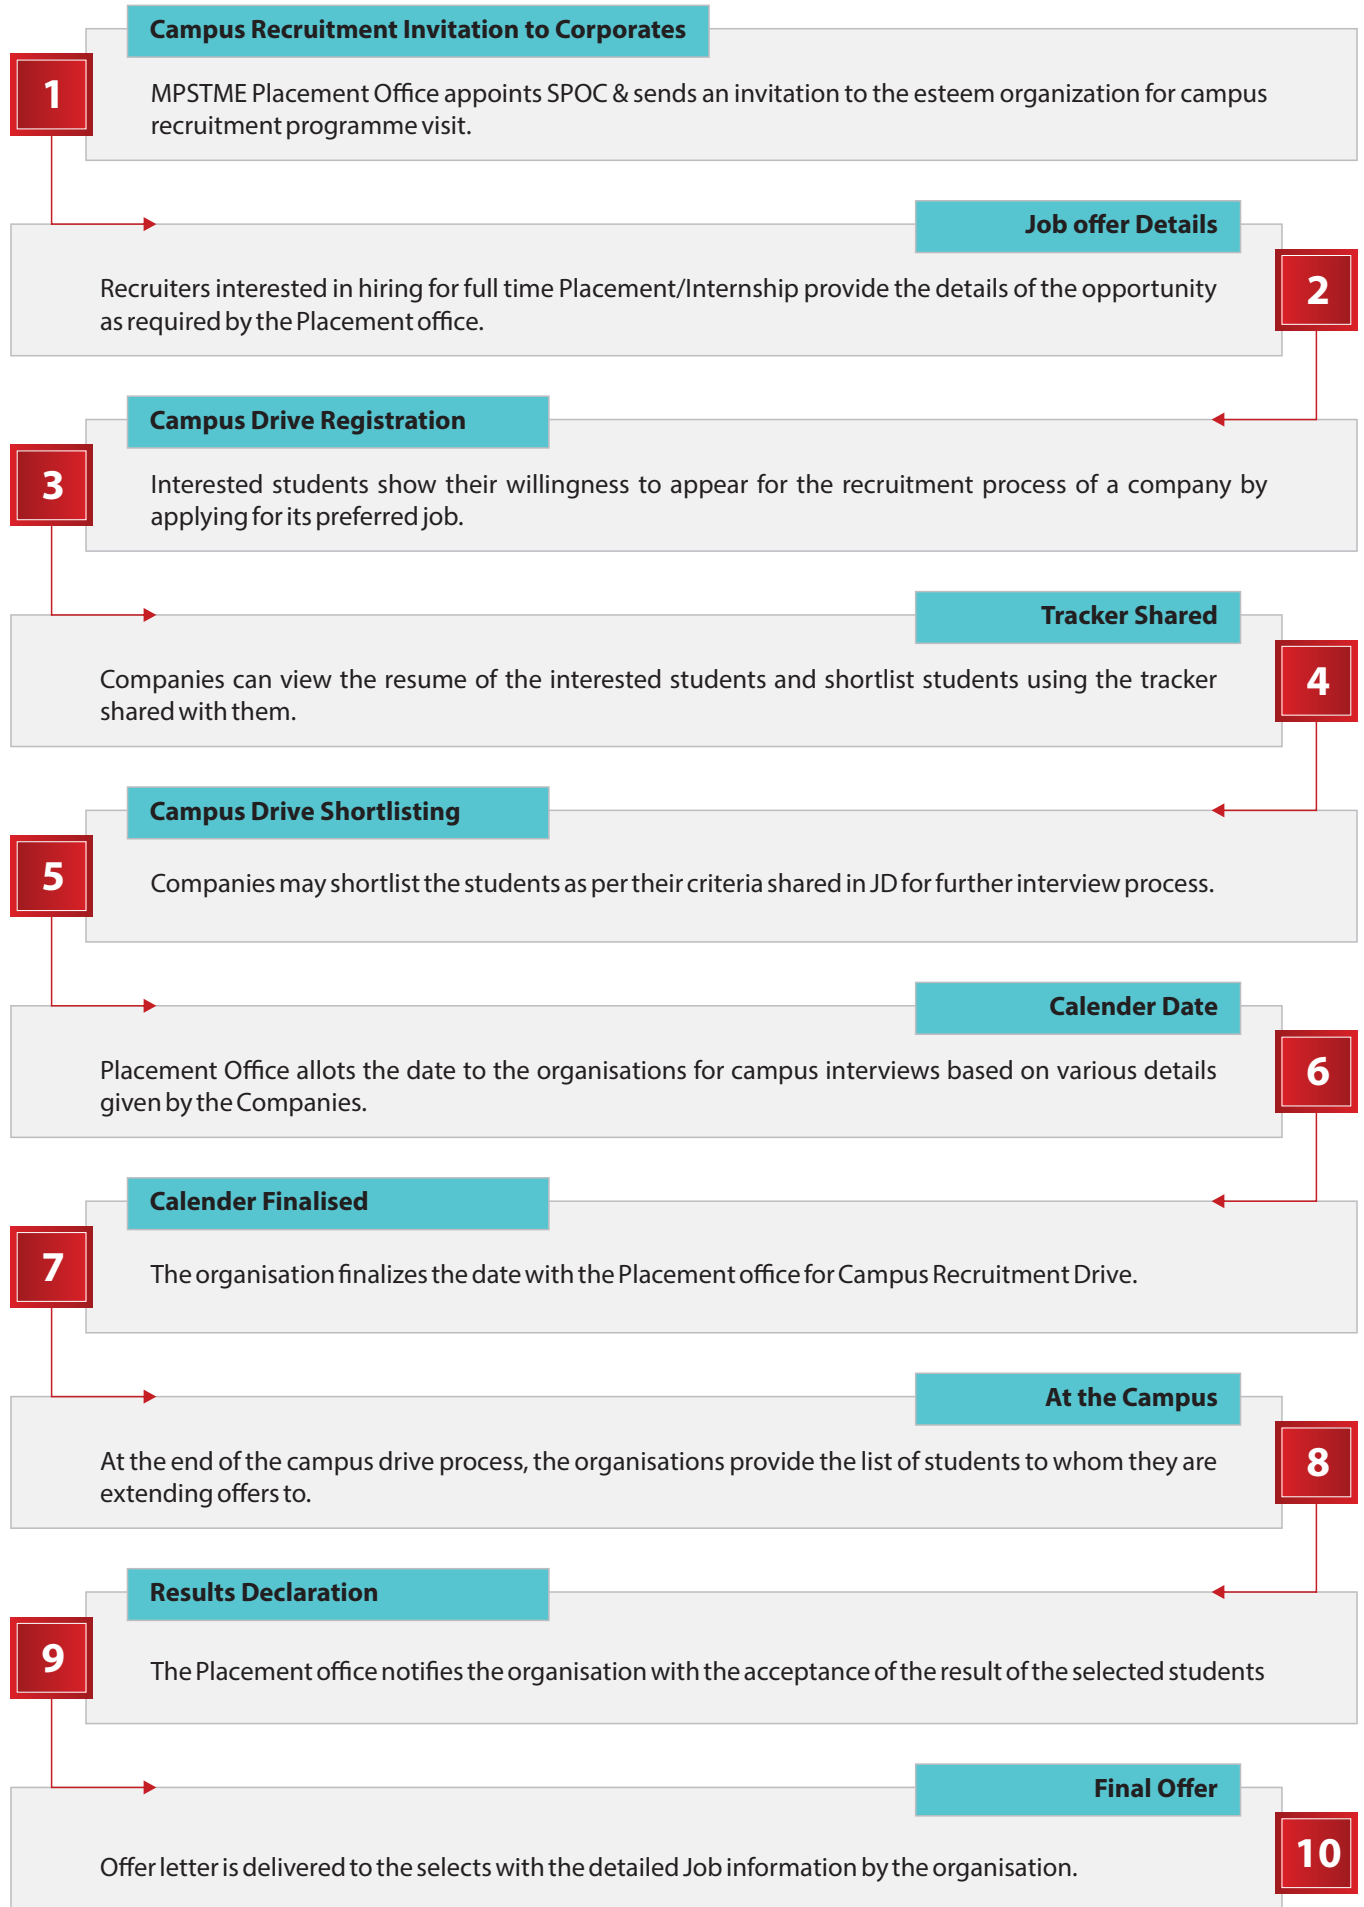 Campus Recruitment Invitation to Corporates
1
MPSTME Placement Office appoints SPOC & sends an invitation to the esteem organization for campus
recruitment programme visit.
Job offer Details
2
Recruiters interested in hiring for full time Placement/Internship provide the details of the opportunity
as required by the Placement office.
Campus Drive Registration
3
Interested students show their willingness to appear for the recruitment process of a company by
applying for its preferred job.
Tracker Shared
4
Companies can view the resume of the interested students and shortlist students using the tracker
shared with them.
Campus Drive Shortlisting
5
Companies may shortlist the students as per their criteria shared in JD for further interview process.
Calender Date
6
Placement Office allots the date to the organisations for campus interviews based on various details
given by the Companies.
Calender Finalised
7
The organisation finalizes the date with the Placement office for Campus Recruitment Drive.
At the Campus
8
At the end of the campus drive process, the organisations provide the list of students to whom they are
extending offers to.
Results Declaration
9
The Placement office notifies the organisation with the acceptance of the result of the selected students
Final Offer
10
Offer letter is delivered to the selects with the detailed Job information by the organisation.